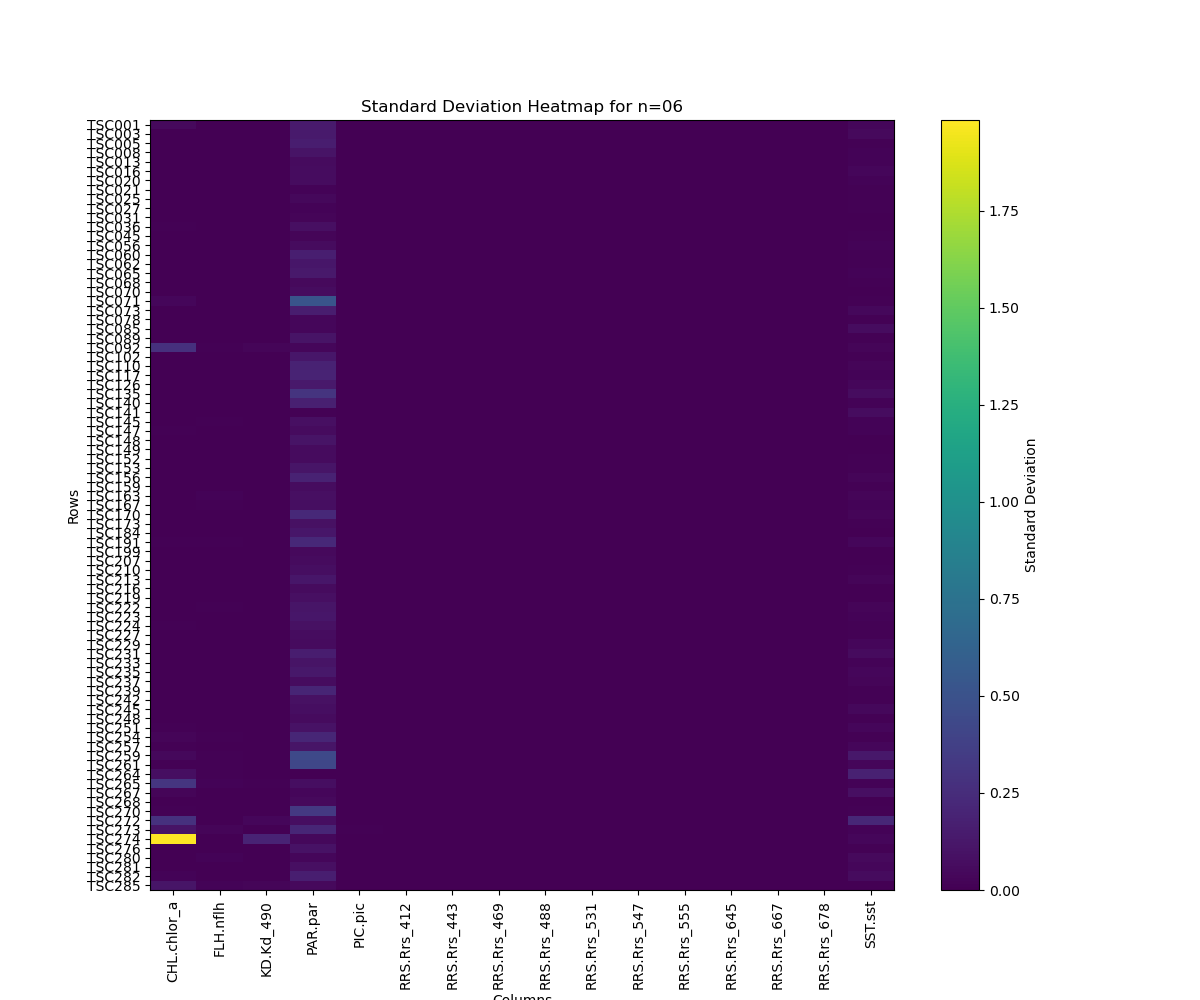 Standard Deviation Heatmap for n=06
TSC001
TSC003
TSC005
TSC008
TSC013
TSC016
TSC020
TSC021
TSC025
TSC027
TSC031
TSC036
TSC045
TSC056
TSC060
TSC062
TSC065
TSC068
TSC070
TSC071
TSC073
TSC078
TSC085
TSC089
TSC092
TSC102
TSC110
TSC117
TSC126
TSC135
TSC140
TSC141
TSC145
TSC147
TSC148
TSC149
TSC152
TSC153
TSC156
TSC159
TSC163
TSC167
TSC170
TSC173
TSC184
TSC191
TSC199
TSC207
TSC210
TSC213
TSC216
TSC219
TSC222
TSC223
TSC224
TSC227
TSC229
TSC231
TSC233
TSC235
TSC237
TSC239
TSC242
TSC245
TSC248
TSC251
TSC254
TSC257
TSC259
TSC261
TSC264
TSC265
TSC267
TSC268
TSC270
TSC272
TSC273
TSC274
TSC276
TSC280
TSC281
TSC282
TSC285
Rows
CHL.chlor_a
FLH.nflh
KD.Kd_490
PAR.par
PIC.pic
RRS.Rrs_412
RRS.Rrs_443
RRS.Rrs_469
RRS.Rrs_488
RRS.Rrs_531
RRS.Rrs_547
RRS.Rrs_555
RRS.Rrs_645
RRS.Rrs_667
RRS.Rrs_678
SST.sst
Columns
1.75
1.50
1.25
1.00
0.75
0.50
0.25
0.00
Standard Deviation